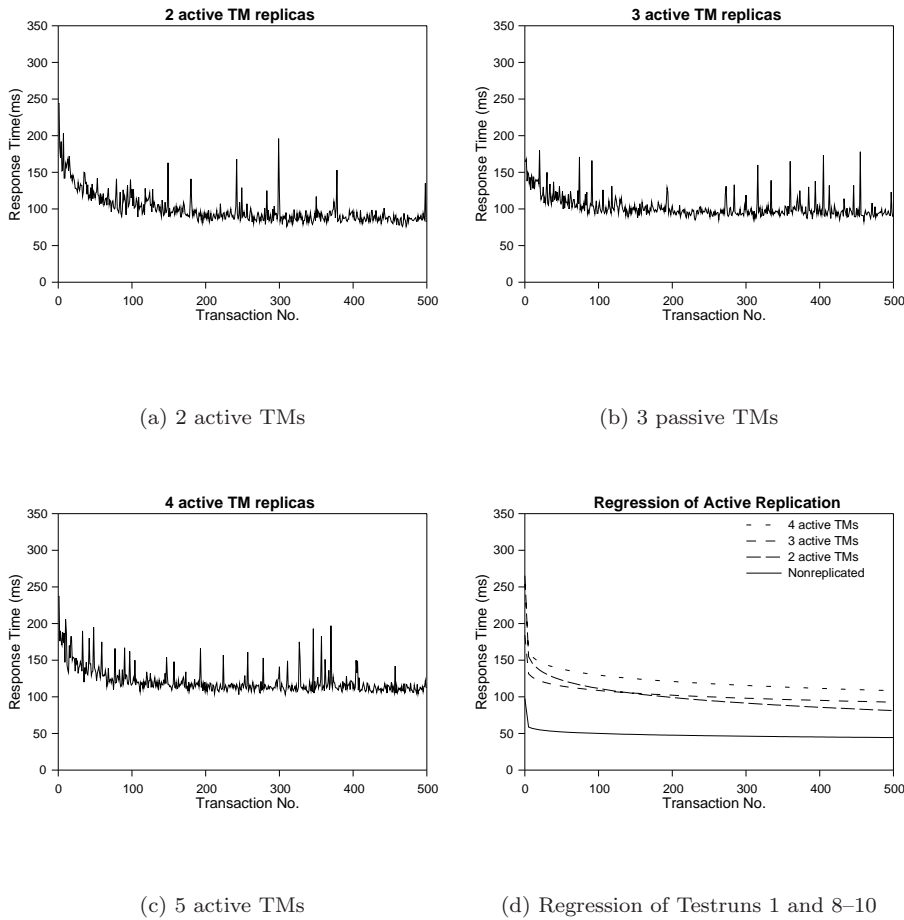 2 active TM replicas
350
300
250
200
150
100
50
0
Response Time(ms)
0 100 200 300 400 500
Transaction No.
(a) 2 active TMs
3 active TM replicas
350
300
250
200
150
100
50
0
Response Time (ms)
0 100 200 300 400 500
Transaction No.
(b) 3 passive TMs
4 active TM replicas
350
300
250
200
150
100
50
0
Response Time (ms)
0 100 200 300 400 500
Transaction No.
(c) 5 active TMs
Regression of Active Replication
350
300
250
200
150
100
50
0
Response Time (ms)
4 active TMs
3 active TMs
2 active TMs
Nonreplicated
0 100 200 300 400 500
Transaction No.
(d) Regression of Testruns 1 and 8–10